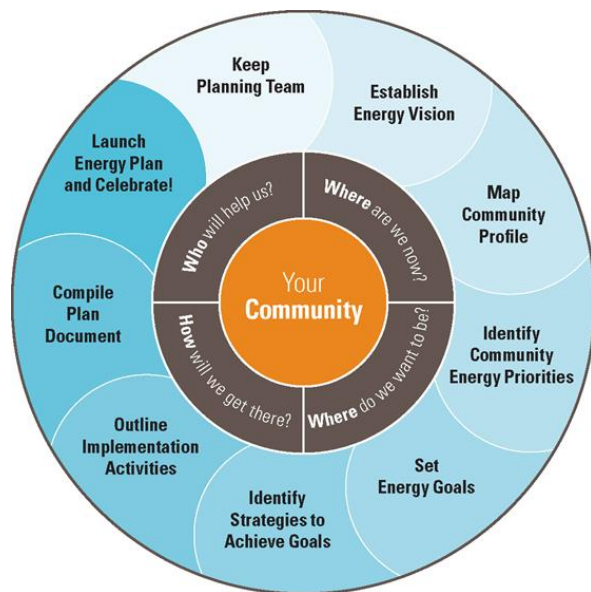 Keep
Planning Team
Establish
Energy Vision
Map
Community
Profile
Identify
Community
Energy Priorities
Set
Energy Goals
Identify
Strategies to
Achieve Goals
Outline
Implementation
Activities
Compile
Plan
Document
Launch
Energy Plan
and Celebrate!
Who will help us?
Where are we now?
Where do we want to be?
How will we get there?
Your
Community